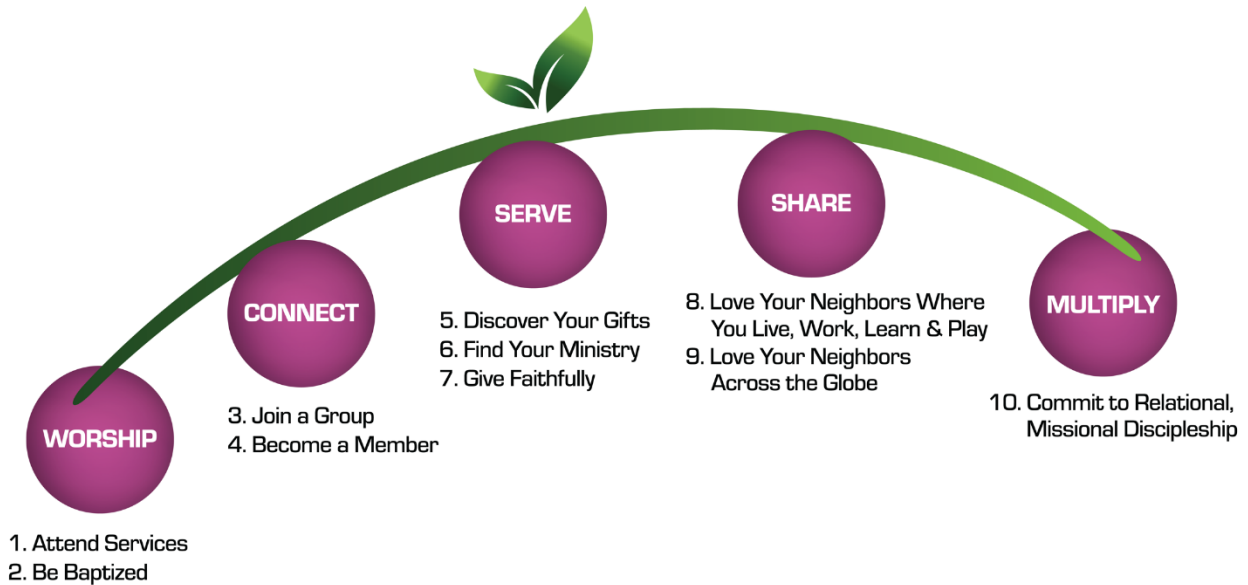 WORSHIP
1. Attend Services
2. Be Baptized
CONNECT
3. Join a Group
4. Become a Member
SERVE
5. Discover Your Gifts
6. Find Your Ministry
7. Give Faithfully
SHARE
8. Love Your Neighbors Where
You Live, Work, Learn & Play
9. Love Your Neighbors
Across the Globe
MULTIPLY
10. Commit to Relational,
Missional Discipleship